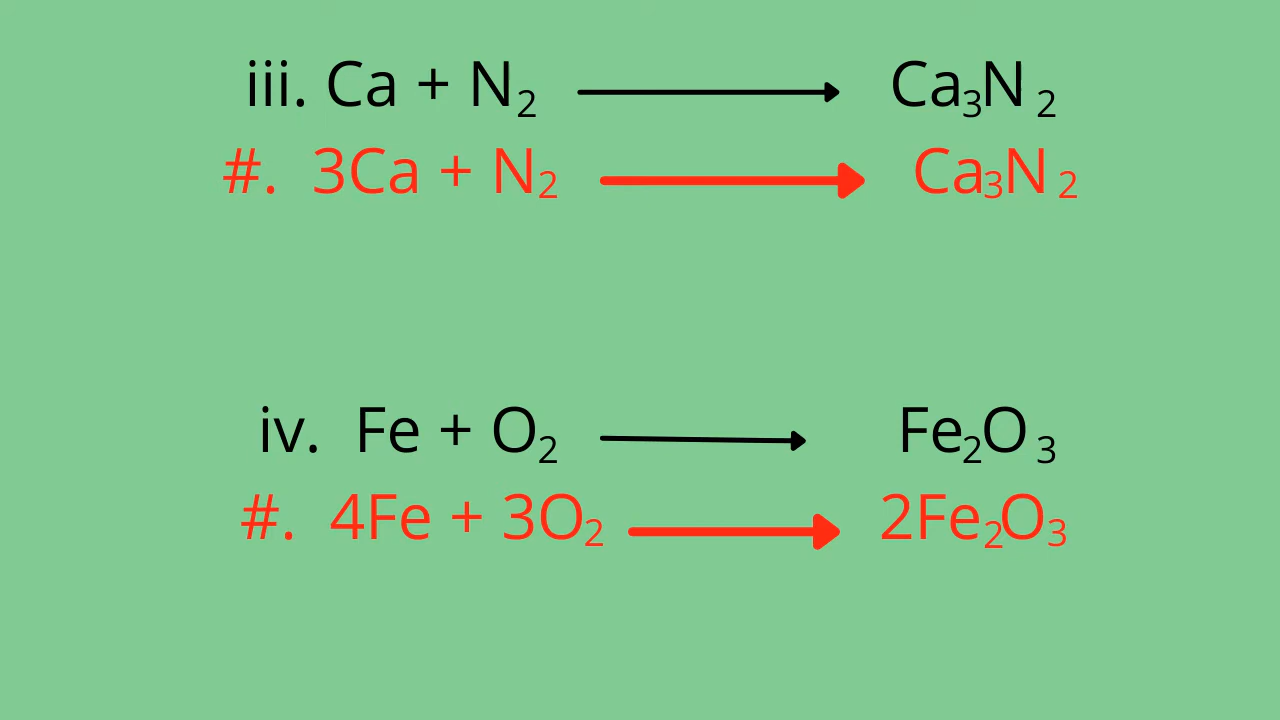 iii. Ca + N₂ ⟶ Ca₃N₂
#. 3Ca + N₂ ⟶ Ca₃N₂
iv. Fe + O₂ ⟶ Fe₂O₃
#. 4Fe + 3O₂ ⟶ 2Fe₂O₃